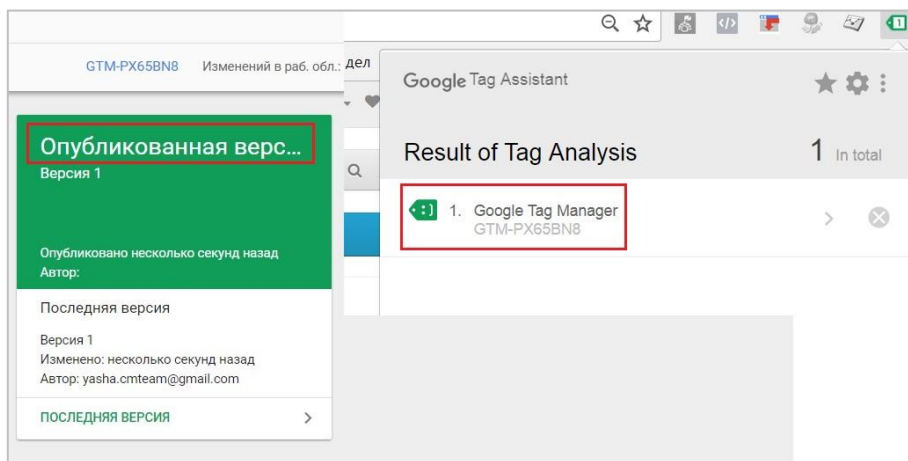 GTM-PX65BN8 Изменений в раб. обл.:
Опубликованная верс...
Версия 1
Опубликовано несколько секунд назад
Автор:
Последняя версия
Версия 1
Изменено: несколько секунд назад
Автор: yasha.cmteam@gmail.com
ПОСЛЕДНЯЯ ВЕРСИЯ
дел
1
Google Tag Assistant
Result of Tag Analysis
1 In total
1. Google Tag Manager
GTM-PX65BN8